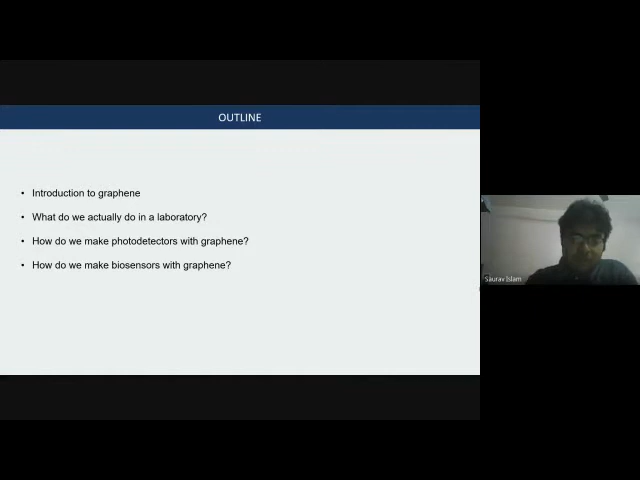 OUTLINE
• Introduction to graphene
• What do we actually do in a laboratory?
• How do we make photodetectors with graphene?
• How do we make biosensors with graphene?
Saurav Islam